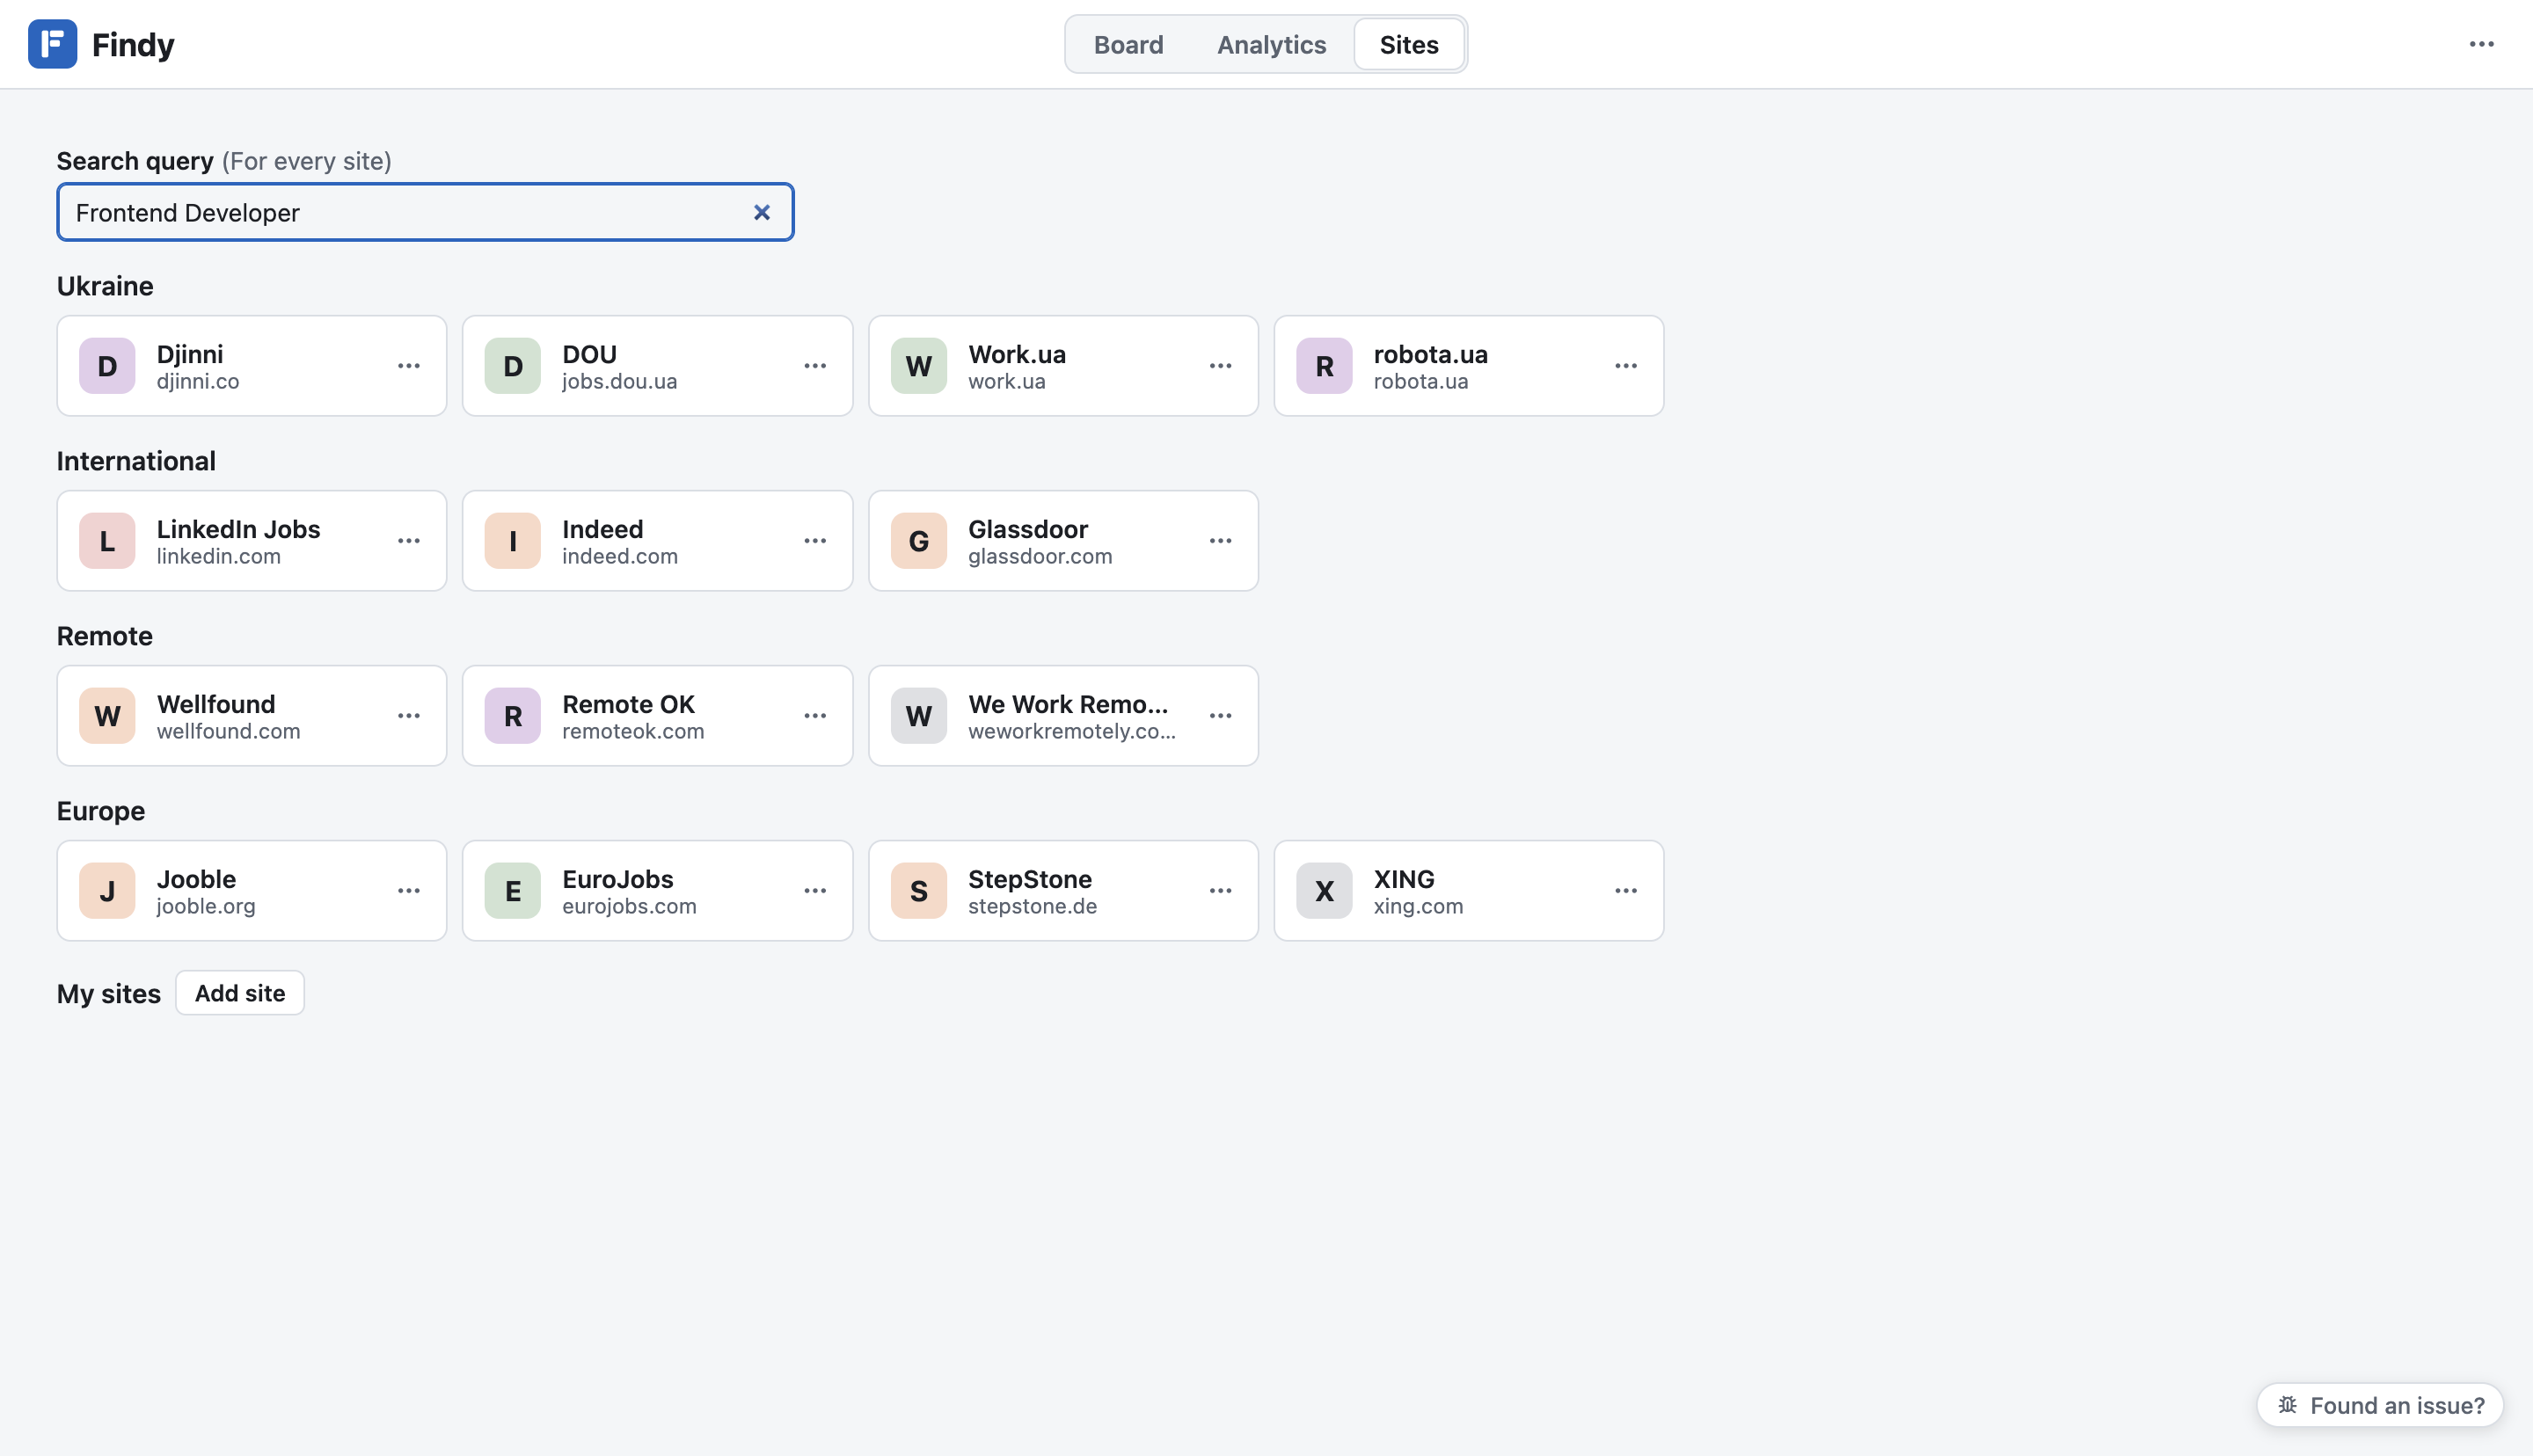 Findy
Board Analytics Sites
Search query (For every site)
Frontend Developer
Ukraine
D Djinni
djinni.co
D DOU
jobs.dou.ua
W Work.ua
work.ua
R robota.ua
robota.ua
International
L LinkedIn Jobs
linkedin.com
I Indeed
indeed.com
G Glassdoor
glassdoor.com
Remote
W Wellfound
wellfound.com
R Remote OK
remoteok.com
W We Work Remo...
weworkremotely.co...
Europe
J Jooble
jooble.org
E EuroJobs
eurojobs.com
S StepStone
stepstone.de
X XING
xing.com
My sites Add site
Found an issue?